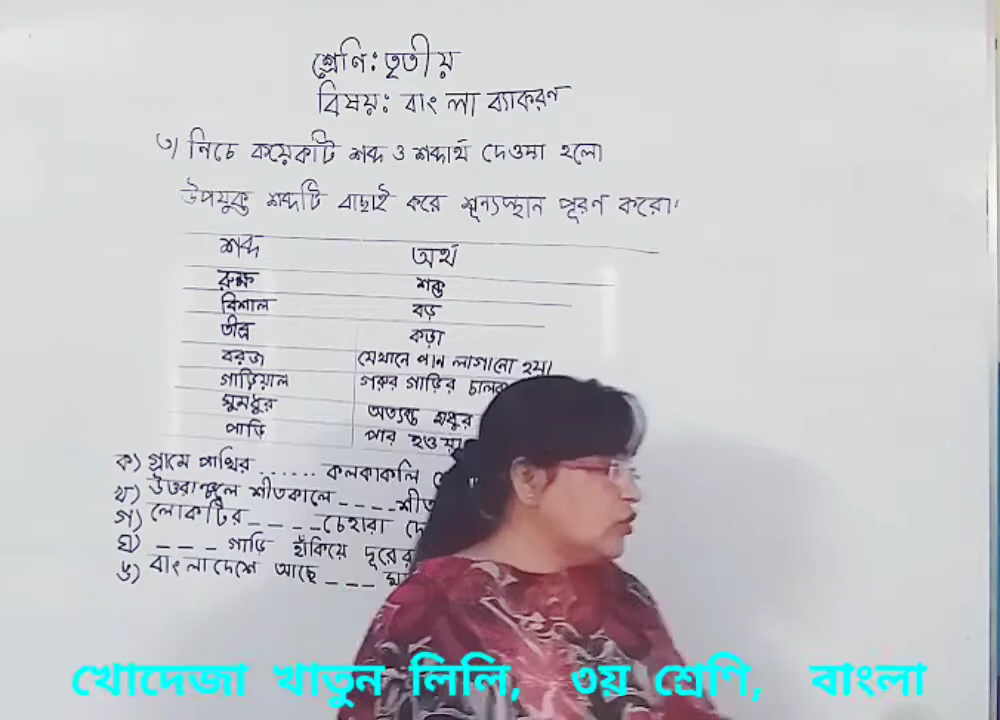 শ্রেণি: তৃতীয়
বিষয়: বাংলা ব্যাকরণ
৩/ নিচে কয়েকটি শব্দ ও শব্দার্থ দেওয়া হলো
উপযুক্ত শব্দটি বাছাই করে শূন্যস্থান পূরণ করো।
শব্দ অর্থ
রুক্ষ শক্ত
বিশাল বড়
তীব্র কড়া
বরজ যেখানে পান লাগানো হয়।
গাড়িয়াল গরুর গাড়ির চালক
সুমধুর অত্যন্ত মধুর
পাড়ি পার হওয়া
ক) গ্রামে পাখির ...... কলকাকলি
খ) উত্তরাঞ্চলে শীতকালে ---- শীত
গ) লোকটির ---- চেহারা
ঘ) --- গাড়ি হাঁকিয়ে দূরের
ঙ) বাংলাদেশে আছে ---
খোদেজা খাতুন লিলি, ৩য় শ্রেণি, বাংলা